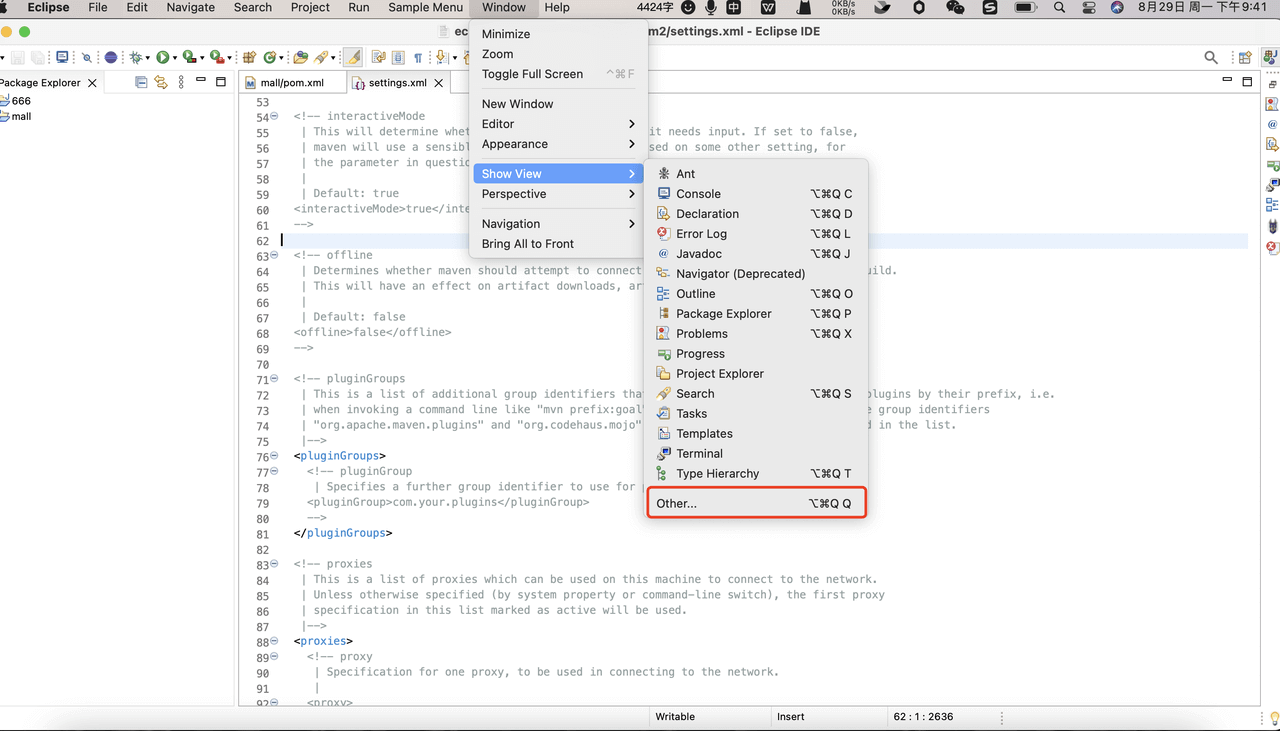 Eclipse File Edit Navigate Search Project Run Sample Menu Window Help 4424字 中 W 0KB/s 0KB/s S 8月29日 周一 下午9:41
m2/settings.xml - Eclipse IDE
Package Explorer
mall/pom.xml
settings.xml
666
mall
Minimize
Zoom
Toggle Full Screen ^⌘F
New Window
Editor
Appearance
Show View
Perspective
Navigation
Bring All to Front
Ant
Console ⌥⌘Q C
Declaration ⌥⌘Q D
Error Log ⌥⌘Q L
Javadoc ⌥⌘Q J
Navigator (Deprecated)
Outline ⌥⌘Q O
Package Explorer ⌥⌘Q P
Problems ⌥⌘Q X
Progress
Project Explorer
Search ⌥⌘Q S
Tasks
Templates
Terminal
Type Hierarchy ⌥⌘Q T
Other... ⌥⌘Q Q
53
54 <!-- interactiveMode
55 | This will determine it needs input. If set to false,
56 | maven will use a sensibl sed on some other setting, for
57 | the parameter in questio
58 |
59 | Default: true
60 <interactiveMode>true</inte
61 -->
62
63 <!-- offline
64 | Determines whether maven should attempt to connect uild.
65 | This will have an effect on artifact downloads, ar
66 |
67 | Default: false
68 <offline>false</offline>
69 -->
70
71 <!-- pluginGroups
72 | This is a list of additional group identifiers tha plugins by their prefix, i.e.
73 | when invoking a command line like "mvn prefix:goal" e group identifiers
74 | "org.apache.maven.plugins" and "org.codehaus.mojo" d in the list.
75 |-->
76 <pluginGroups>
77 <!-- pluginGroup
78 | Specifies a further group identifier to use for
79 <pluginGroup>com.your.plugins</pluginGroup>
80 -->
81 </pluginGroups>
82
83 <!-- proxies
84 | This is a list of proxies which can be used on this machine to connect to the network.
85 | Unless otherwise specified (by system property or command-line switch), the first proxy
86 | specification in this list marked as active will be used.
87 |-->
88 <proxies>
89 <!-- proxy
90 | Specification for one proxy, to be used in connecting to the network.
91 |
92 <proxy>
Writable Insert 62 : 1 : 2636